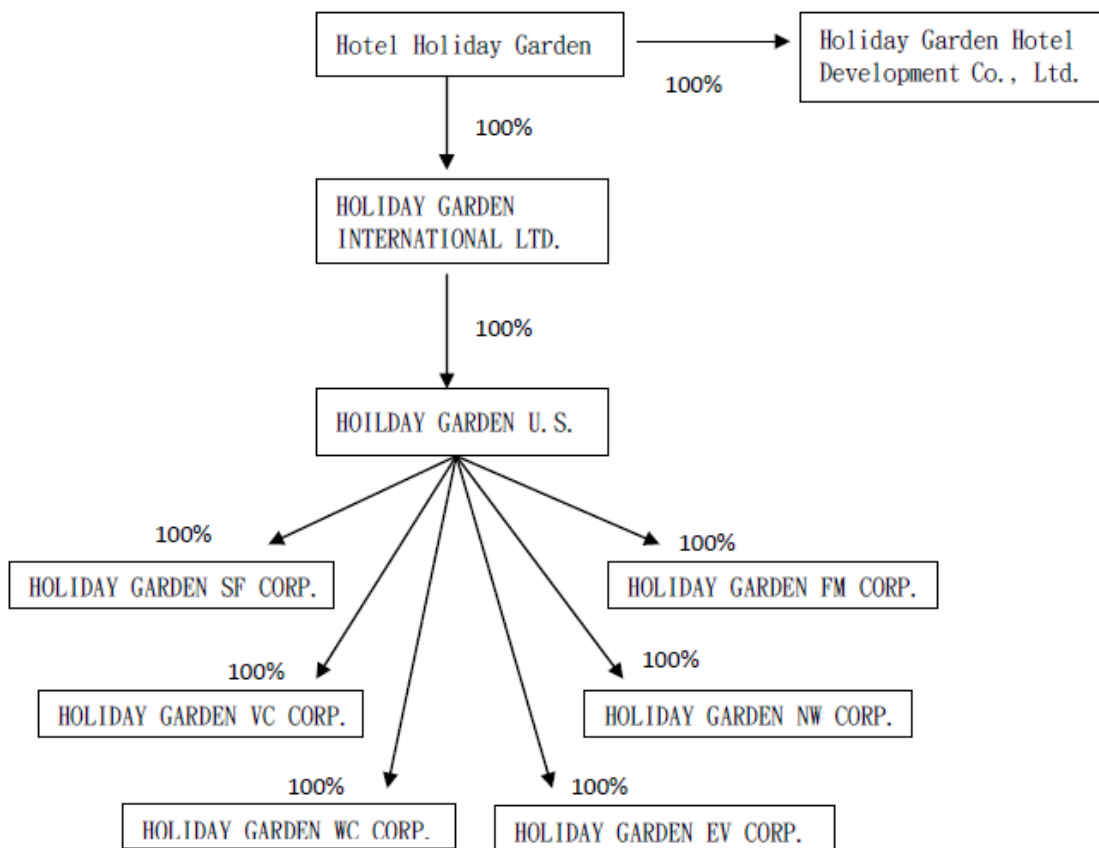 Hotel Holiday Garden
Holiday Garden Hotel
Development Co., Ltd.
100%
100%
HOLIDAY GARDEN
INTERNATIONAL LTD.
100%
HOILDAY GARDEN U.S.
100%
100%
HOLIDAY GARDEN SF CORP.
HOLIDAY GARDEN FM CORP.
100%
100%
HOLIDAY GARDEN VC CORP.
HOLIDAY GARDEN NW CORP.
100%
100%
HOLIDAY GARDEN WC CORP.
HOLIDAY GARDEN EV CORP.